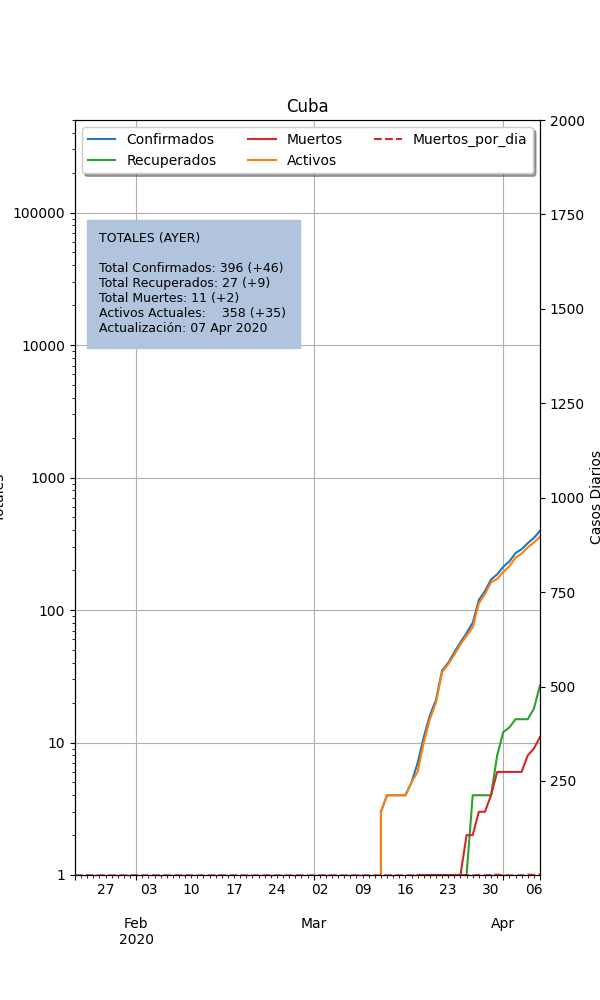 Cuba
Confirmados
Recuperados
Muertos
Activos
Muertos_por_dia
TOTALES (AYER)
Total Confirmados: 396 (+46)
Total Recuperados: 27 (+9)
Total Muertes: 11 (+2)
Activos Actuales: 358 (+35)
Actualización: 07 Apr 2020
100000
10000
1000
100
10
1
2000
1750
1500
1250
1000
750
500
250
Casos Diarios
27 03 10 17 24 02 09 16 23 30 06
Feb Mar Apr
2020